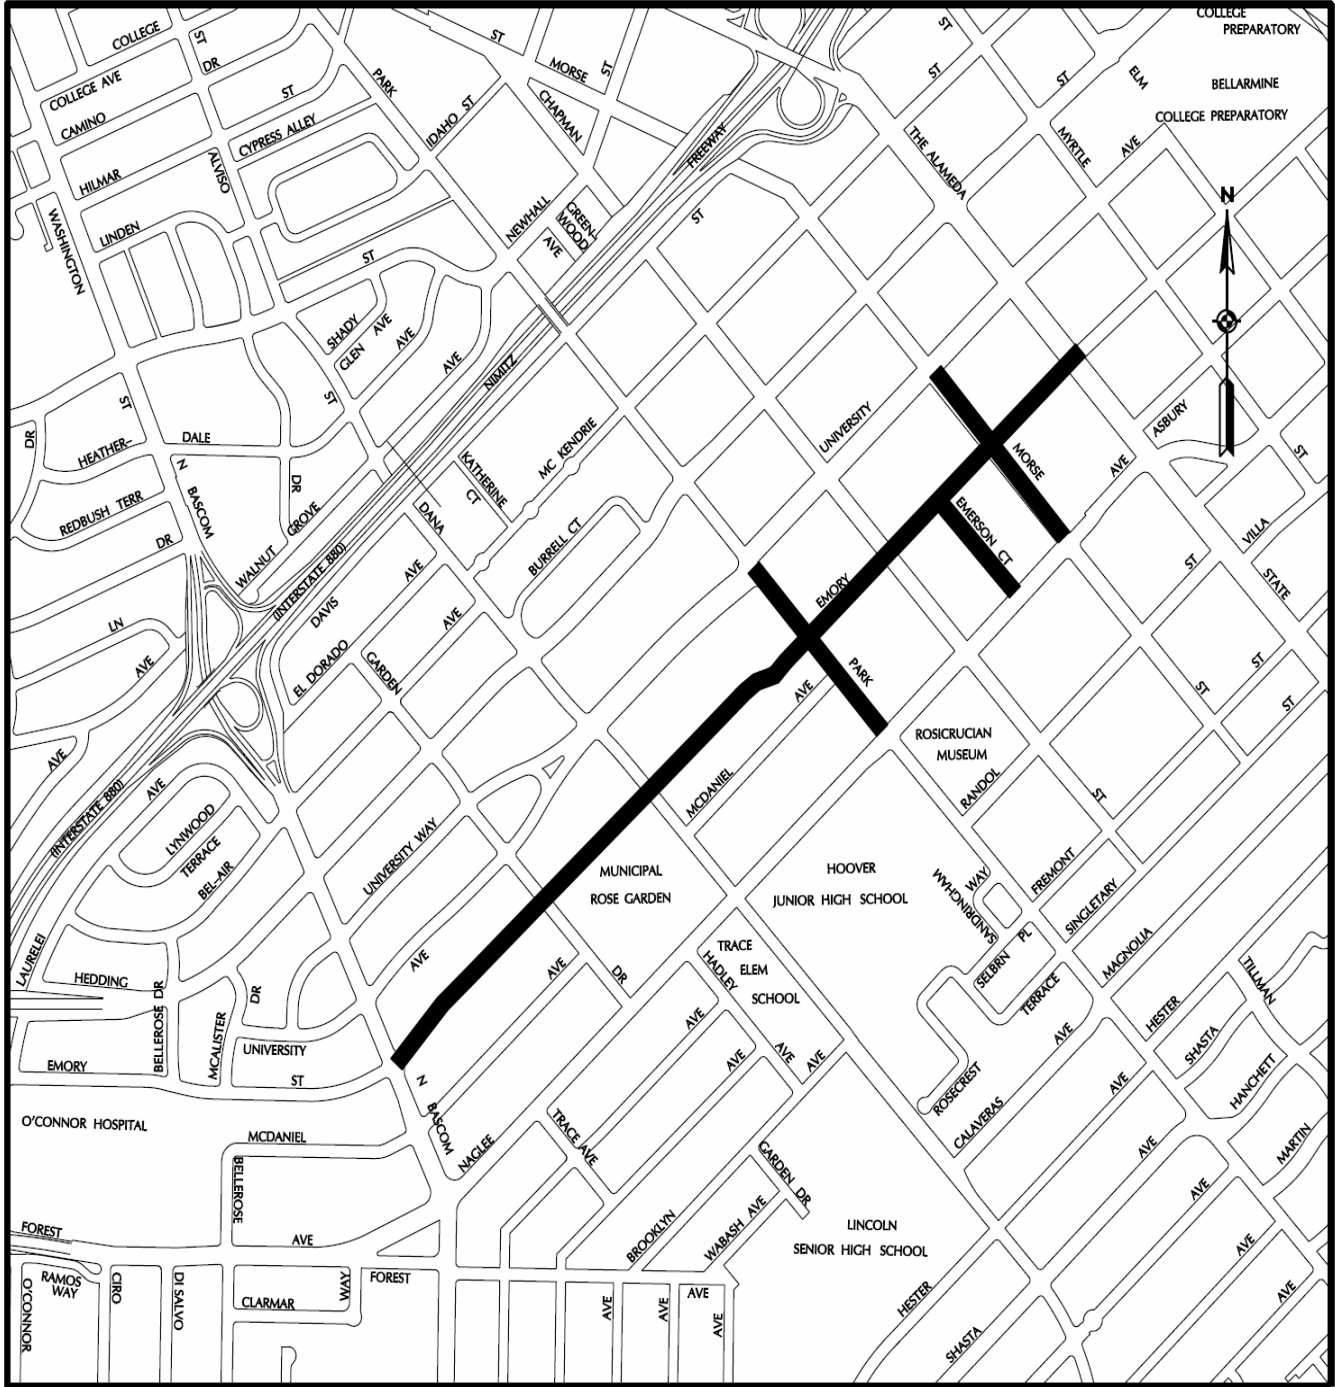 COLLEGE
PREPARATORY
COLLEGE
ST
DR
ST
MORSE
ST
ST
ST
ST
ELM
BELLARMINE
COLLEGE PREPARATORY
COLLEGE AVE
PARK
CAMINO
ST
IDAHO ST
CHAPMAN
CYPRESS ALLEY
FREEWAY
THE ALAMEDA
MYRTLE
AVE
HILMAR
ALVISO
N
WASHINGTON
LINDEN
NEWHALL
GREEN-
WOOD
AVE
ST
ST
SHADY
GLEN
AVE
AVE
AVE
NIMITZ
ST
ST
UNIVERSITY
ASBURY
DR
HEATHER-
DALE
N
BASCOM
DR
KATHERINE
CT
MC KENDRIE
MORSE
AVE
ST
REDBUSH TERR
DR
GROVE
WALNUT
DANA
BURRELL CT
EMERSON CT
VILLA
ST
STATE
(INTERSTATE 880)
DAVIS
AVE
AVE
EMORY
LN
AVE
EL DORADO
GARDEN
PARK
AVE
ST
ST
ST
ROSICRUCIAN
MUSEUM
AVE
(INTERSTATE 880)
AVE
MCDANIEL
RANDOL
ST
LYNWOOD
TERRACE
BEL-AIR
UNIVERSITY WAY
MUNICIPAL
ROSE GARDEN
HOOVER
JUNIOR HIGH SCHOOL
SANDRINGHAM
WAY
FREMONT
SINGLETARY
LAURELEI
HEDDING
BELLEROSE DR
MCALISTER
DR
AVE
AVE
DR
TRACE
ELEM
SCHOOL
HADLEY
SELBRN
PL
TERRACE
MAGNOLIA
TILLMAN
AVE
AVE
AVE
AVE
AVE
HESTER
SHASTA
HANCHETT
EMORY
UNIVERSITY
ST
N
BASCOM
ROSECREST
AVE
O'CONNOR HOSPITAL
MCDANIEL
NAGLEE
TRACE AVE
CALAVERAS
AVE
MARTIN
BELLEROSE
GARDEN DR
AVE
FOREST
AVE
BROOKLYN
WABASH AVE
LINCOLN
SENIOR HIGH SCHOOL
AVE
RAMOS
WAY
O'CONNOR
CIRO
DI SALVO
CLARMAR
WAY
FOREST
AVE
AVE
AVE
AVE
HESTER
SHASTA
AVE